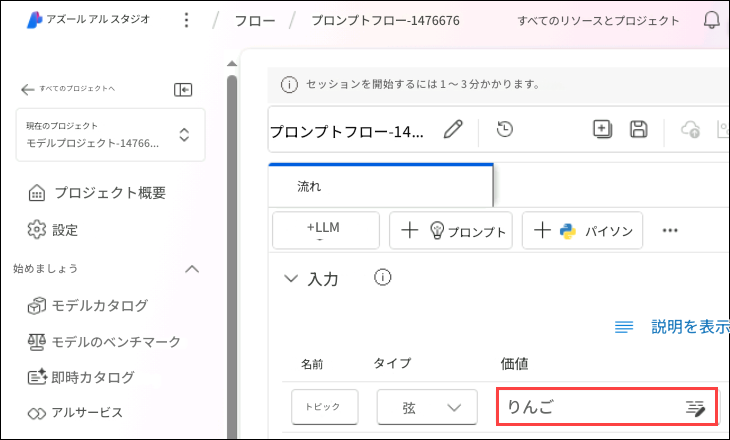 アズール アル スタジオ / フロー / プロンプトフロー-1476676 すべてのリソースとプロジェクト
すべてのプロジェクトへ
現在のプロジェクト
モデルプロジェクト-14766...
プロジェクト概要
設定
始めましょう
モデルカタログ
モデルのベンチマーク
即時カタログ
アルサービス
セッションを開始するには 1 ～ 3 分かかります。
プロンプトフロー-14...
流れ
+LLM プロンプト パイソン
入力
説明を表示
名前 タイプ 価値
トピック 弦 りんご